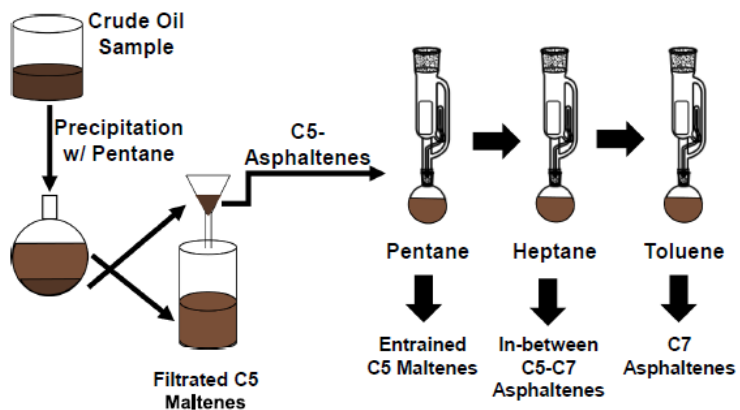 Crude Oil
Sample
Precipitation
w/ Pentane
C5-
Asphaltenes
Filtrated C5
Maltenes
Pentane
Heptane
Toluene
Entrained
C5 Maltenes
In-between
C5-C7
Asphaltenes
C7
Asphaltenes